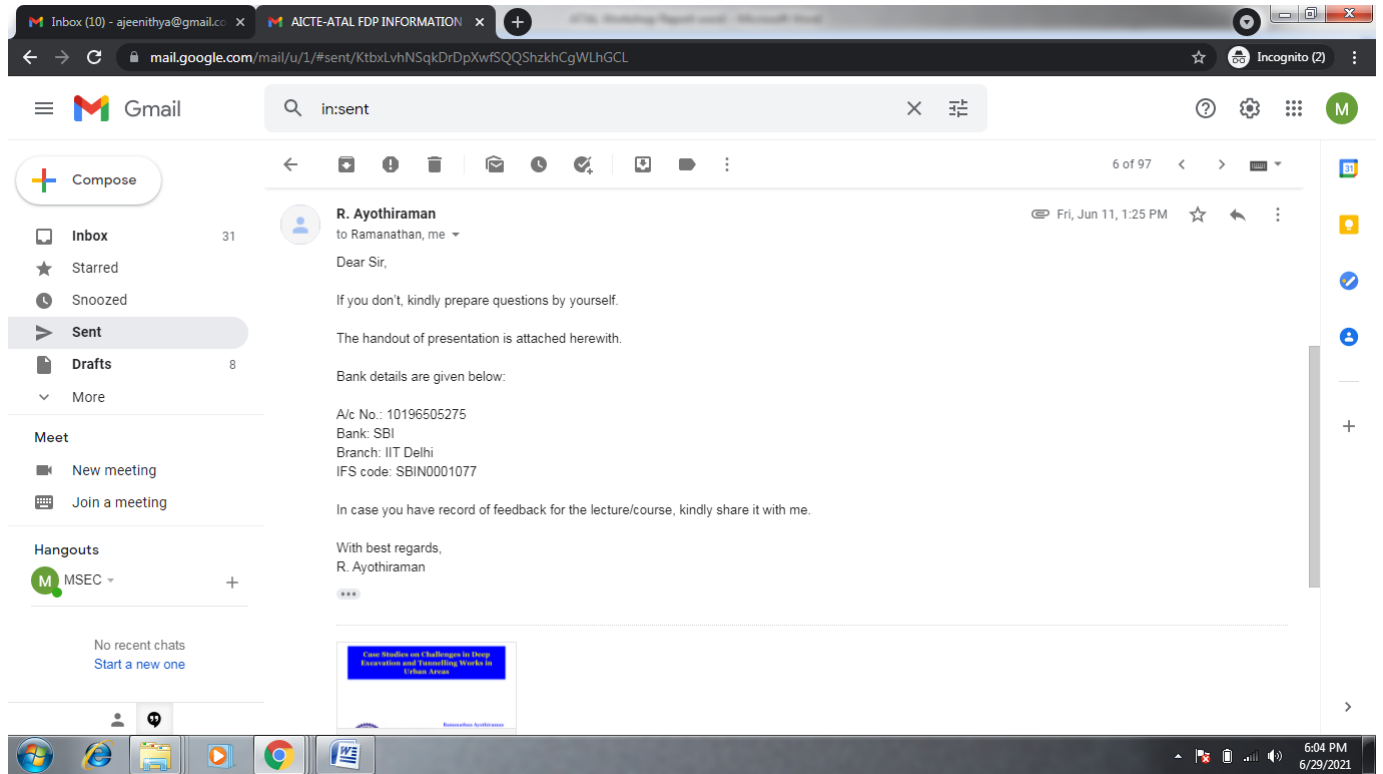 Inbox (10) - ajeenithya@gmail.co
AICTE-ATAL FDP INFORMATION
mail.google.com/mail/u/1/#sent/KtbxLvhNSqkDrDpXwfSQQShzkhCgWLhGCL
Incognito (2)
Gmail
in:sent
M
Compose
6 of 97
31
Inbox 31
Starred
Snoozed
Sent
Drafts 8
More
Meet
New meeting
Join a meeting
Hangouts
M MSEC
No recent chats
Start a new one
R. Ayothiraman
Fri, Jun 11, 1:25 PM
to Ramanathan, me
Dear Sir,
If you don't, kindly prepare questions by yourself.
The handout of presentation is attached herewith.
Bank details are given below:
A/c No.: 10196505275
Bank: SBI
Branch: IIT Delhi
IFS code: SBIN0001077
In case you have record of feedback for the lecture/course, kindly share it with me.
With best regards,
R. Ayothiraman
Case Studies on Challenges in Deep
Excavation and Tunnelling Works in
Urban Areas
Ramanathan Ayothiraman
6:04 PM
6/29/2021